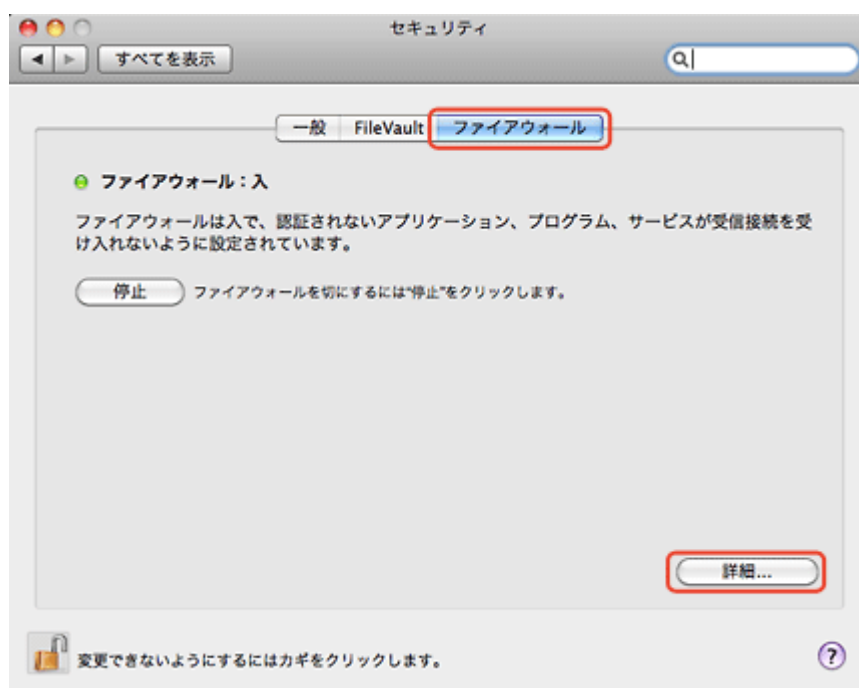 セキュリティ
すべてを表示
一般 FileVault ファイアウォール
ファイアウォール：入
ファイアウォールは入で、認証されないアプリケーション、プログラム、サービスが受信接続を受
け入れないように設定されています。
停止 ファイアウォールを切にするには“停止”をクリックします。
詳細...
変更できないようにするにはカギをクリックします。
?